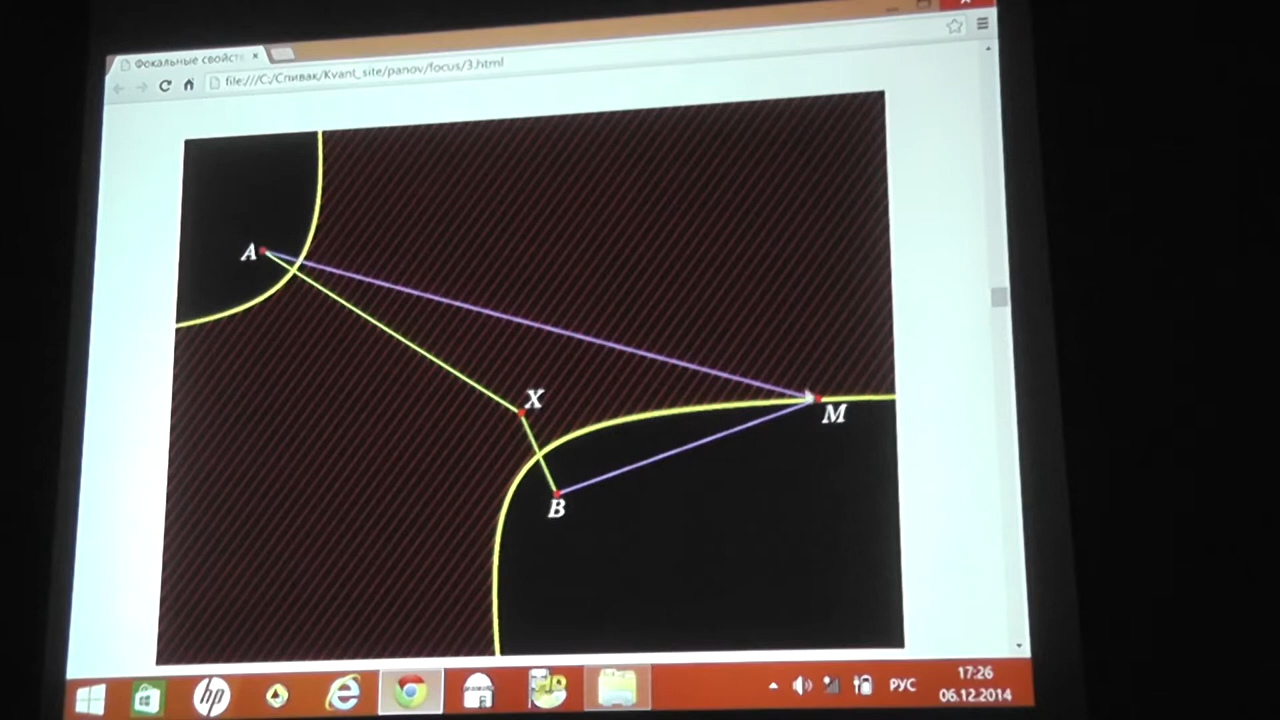 Фокальные свойств
file:///C:/Спивак/Kvant_site/panov/focus/3.html
A
X
M
B
hp
РУС
17:26
06.12.2014